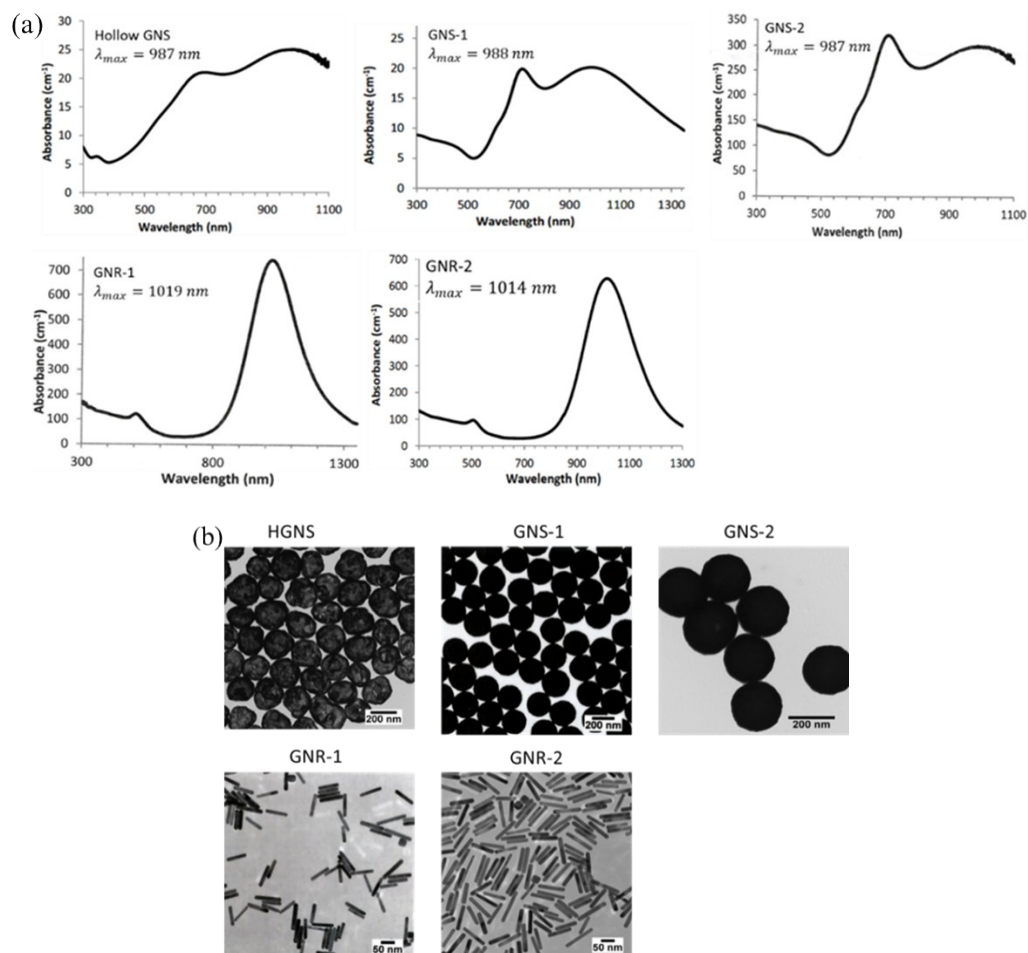 (a)
Hollow GNS
λmax = 987 nm
Absorbance (cm⁻¹)
30
25
20
15
10
5
0
300 500 700 900 1100
Wavelength (nm)
GNS-1
λmax = 988 nm
Absorbance (cm⁻¹)
25
20
15
10
5
0
300 500 700 900 1100 1300
Wavelength (nm)
GNS-2
λmax = 987 nm
Absorbance (cm⁻¹)
350
300
250
200
150
100
50
0
300 500 700 900 1100
Wavelength (nm)
GNR-1
λmax = 1019 nm
Absorbance (cm⁻¹)
700
600
500
400
300
200
100
0
300 800 1300
Wavelength (nm)
GNR-2
λmax = 1014 nm
Absorbance (cm⁻¹)
700
600
500
400
300
200
100
0
300 500 700 900 1100 1300
Wavelength (nm)
(b)
HGNS
200 nm
GNS-1
200 nm
GNS-2
200 nm
GNR-1
50 nm
GNR-2
50 nm